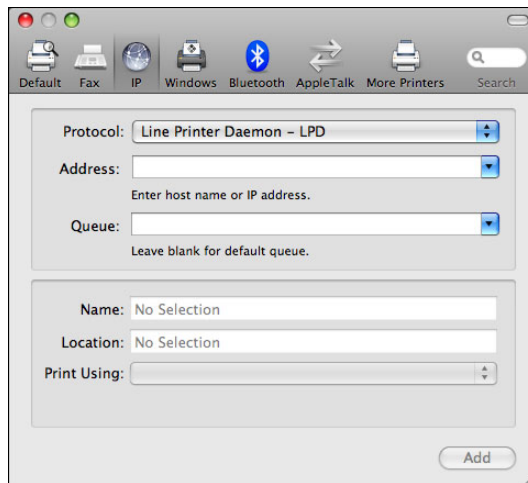 Default Fax IP Windows Bluetooth AppleTalk More Printers Search
Protocol: Line Printer Daemon – LPD
Address:
Enter host name or IP address.
Queue:
Leave blank for default queue.
Name: No Selection
Location: No Selection
Print Using:
Add